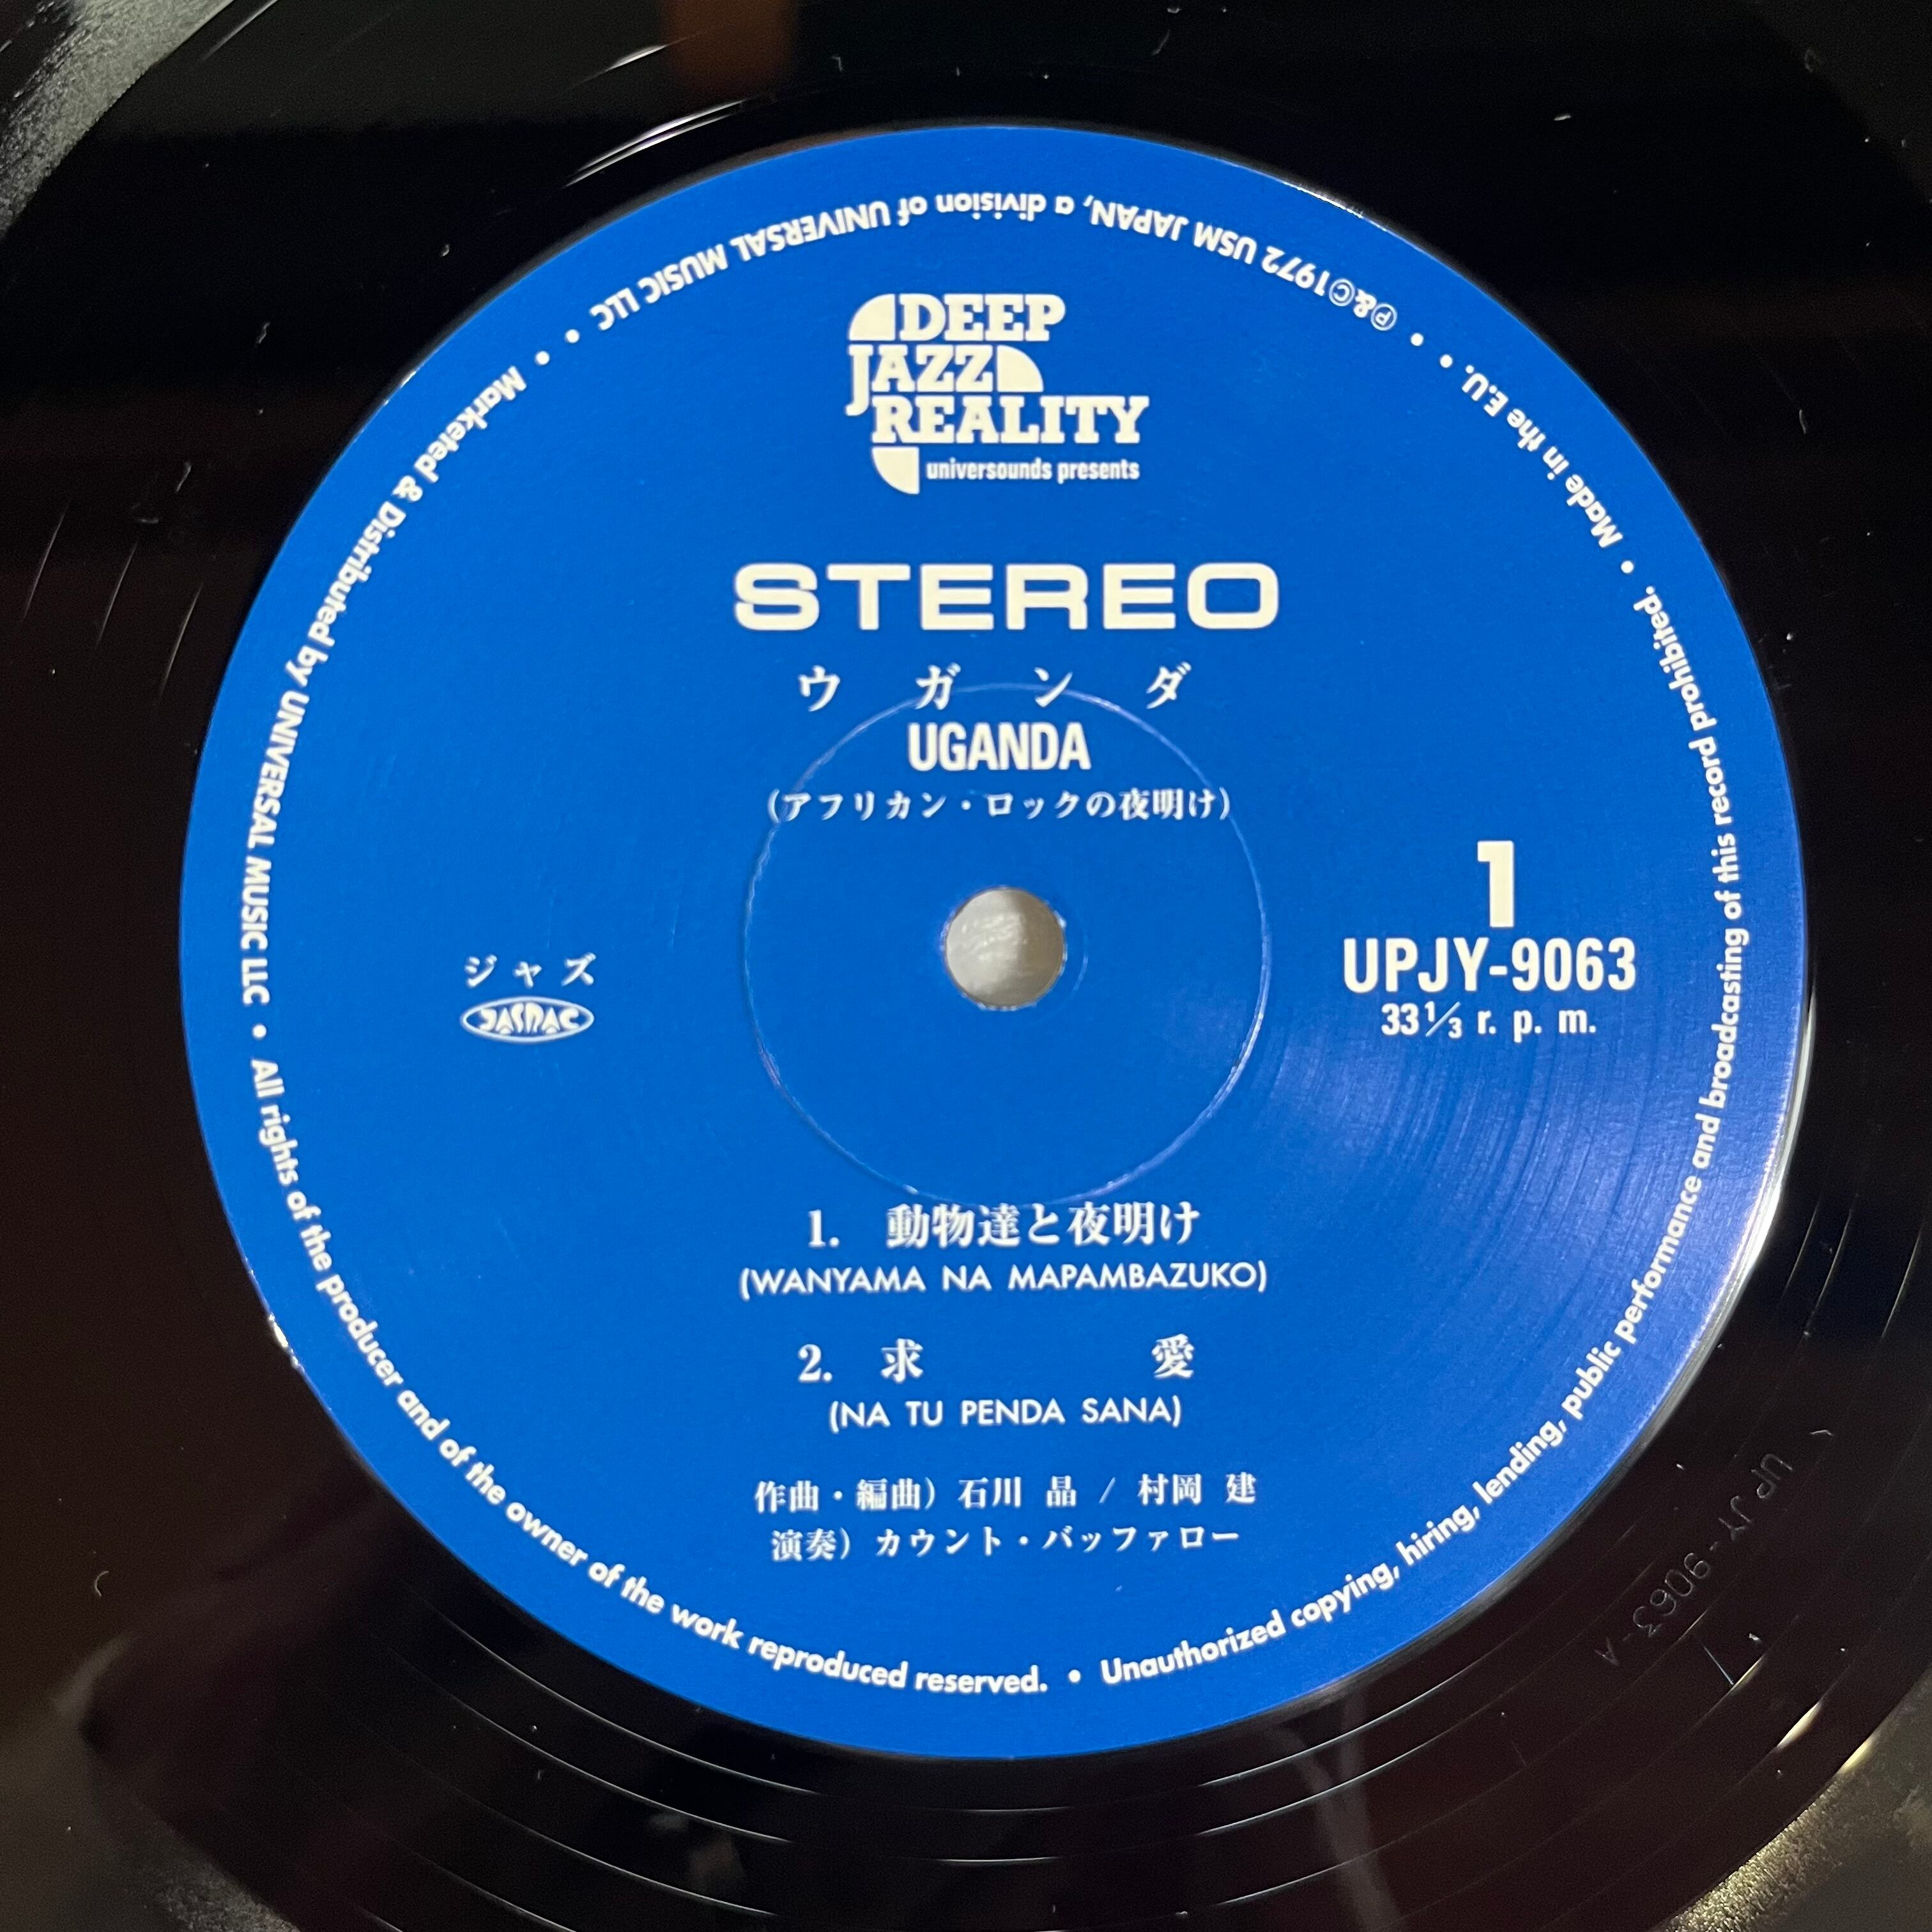 DEEP
JAZZ
REALITY
universounds presents
STEREO
ウガンダ
UGANDA
(アフリカン・ロックの夜明け)
1
UPJY-9063
33 1/3 r. p. m.
ジャズ
JASRAC
1. 動物達と夜明け
(WANYAMA NA MAPAMBAZUKO)
2. 求 愛
(NA TU PENDA SANA)
作曲・編曲) 石川 晶 / 村岡 建
演奏) カウント・バッファロー
℗&©1972 USM JAPAN, a division of UNIVERSAL MUSIC LLC • • Marketed & Distributed by UNIVERSAL MUSIC LLC • All rights of the producer and of the owner of the work reproduced reserved. • Unauthorized copying, hiring, lending, public performance and broadcasting of this record prohibited. • Made in the E.U. • •
UPJY-9063-A